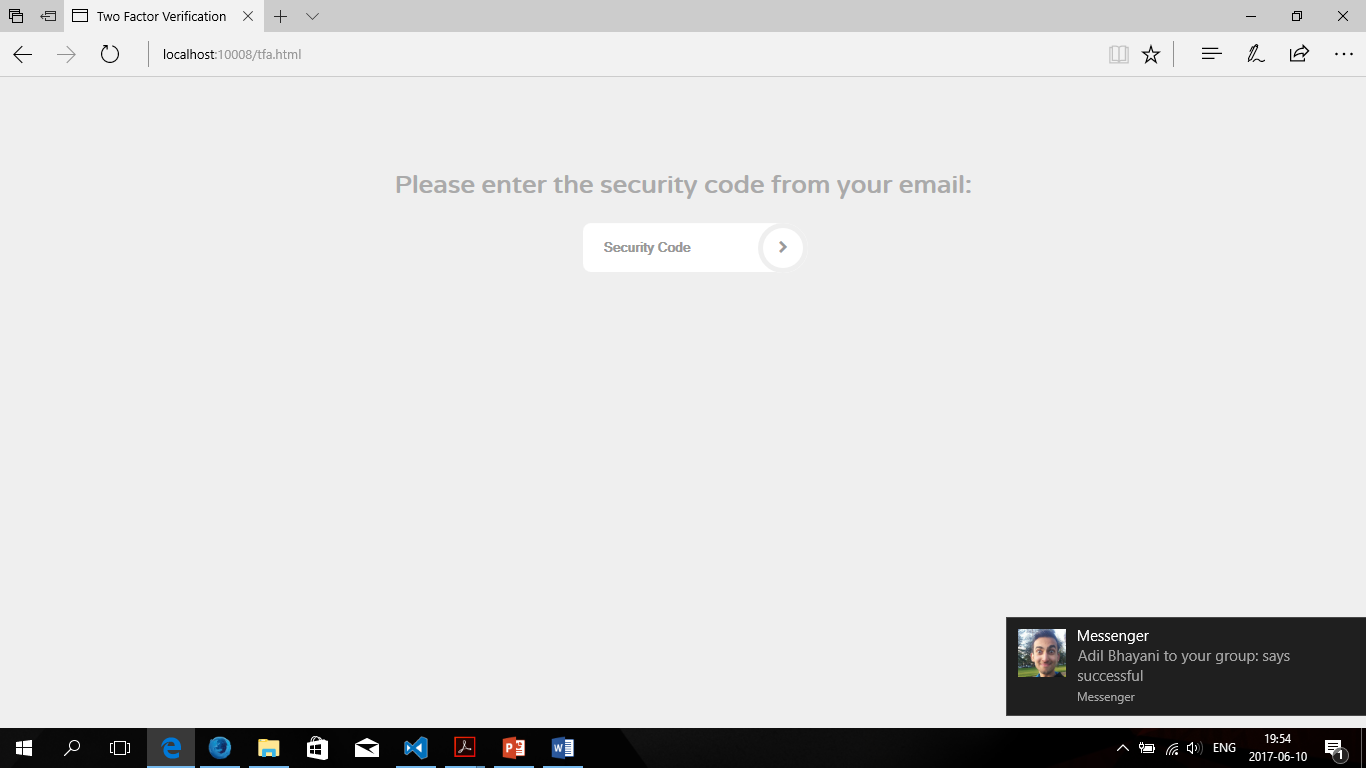 Two Factor Verification
localhost:10008/tfa.html
Please enter the security code from your email:
Security Code
Messenger
Adil Bhayani to your group: says
successful
Messenger
ENG
19:54
2017-06-10
1